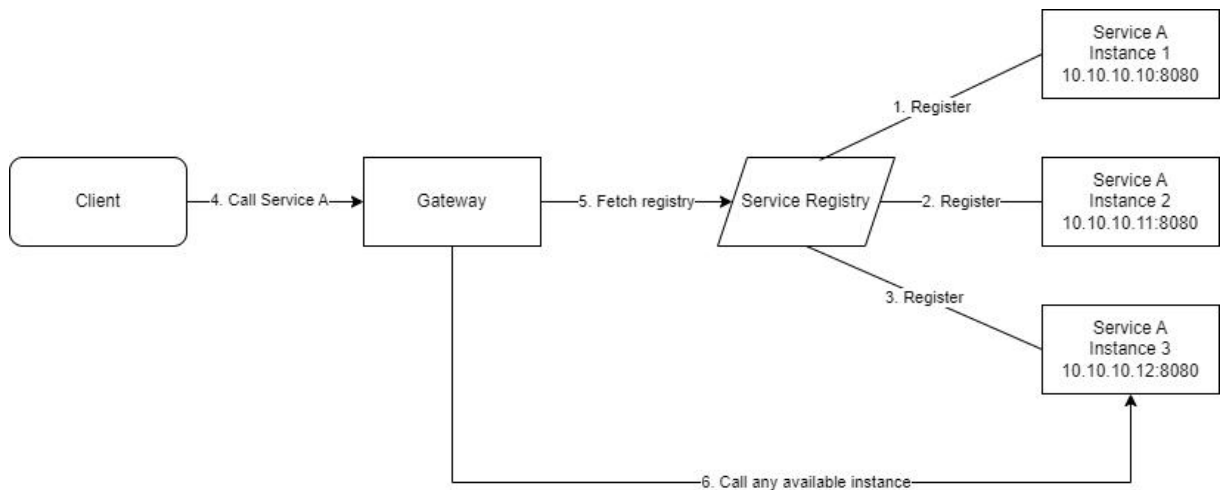 Service A
Instance 1
10.10.10.10:8080
1. Register
Client
4. Call Service A
Gateway
5. Fetch registry
Service Registry
2. Register
Service A
Instance 2
10.10.10.11:8080
3. Register
Service A
Instance 3
10.10.10.12:8080
6. Call any available instance